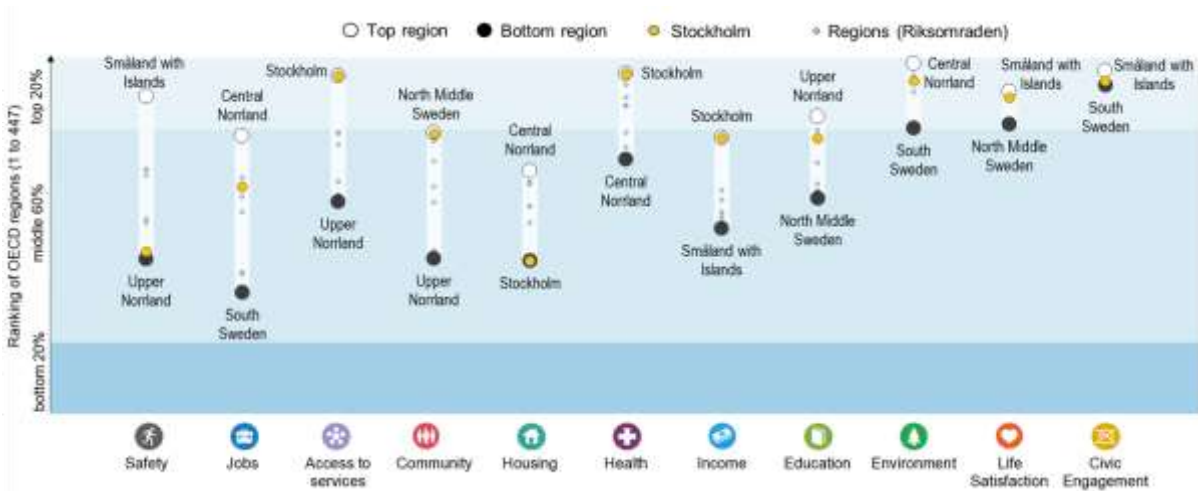 Top region
Bottom region
Stockholm
Regions (Riksomraden)
Ranking of OECD regions (1 to 447)
top 20%
middle 60%
bottom 20%
Småland with
Islands
Upper
Norrland
Central
Norrland
South
Sweden
Stockholm
Upper
Norrland
North Middle
Sweden
Upper
Norrland
Central
Norrland
Stockholm
Stockholm
Central
Norrland
Stockholm
Småland with
Islands
Upper
Norrland
North Middle
Sweden
Central
Norrland
South
Sweden
Småland with
Islands
North Middle
Sweden
Småland with
Islands
South
Sweden
Safety
Jobs
Access to
services
Community
Housing
Health
Income
Education
Environment
Life
Satisfaction
Civic
Engagement